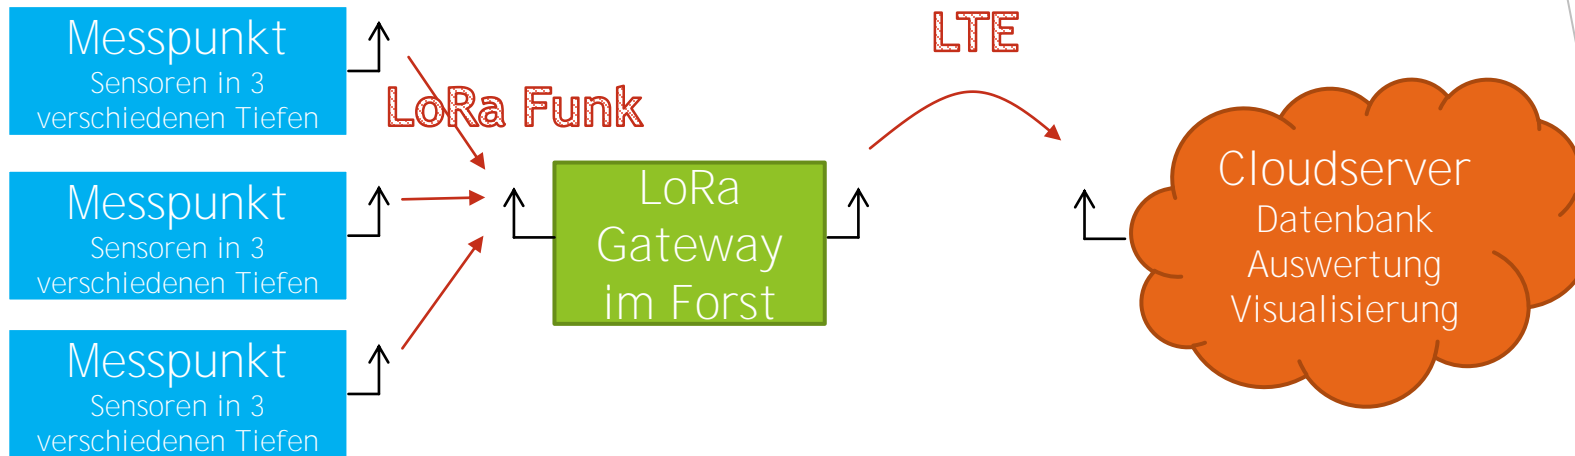 Messpunkt
Sensoren in 3
verschiedenen Tiefen
Messpunkt
Sensoren in 3
verschiedenen Tiefen
Messpunkt
Sensoren in 3
verschiedenen Tiefen
LoRa Funk
LoRa
Gateway
im Forst
LTE
Cloudserver
Datenbank
Auswertung
Visualisierung